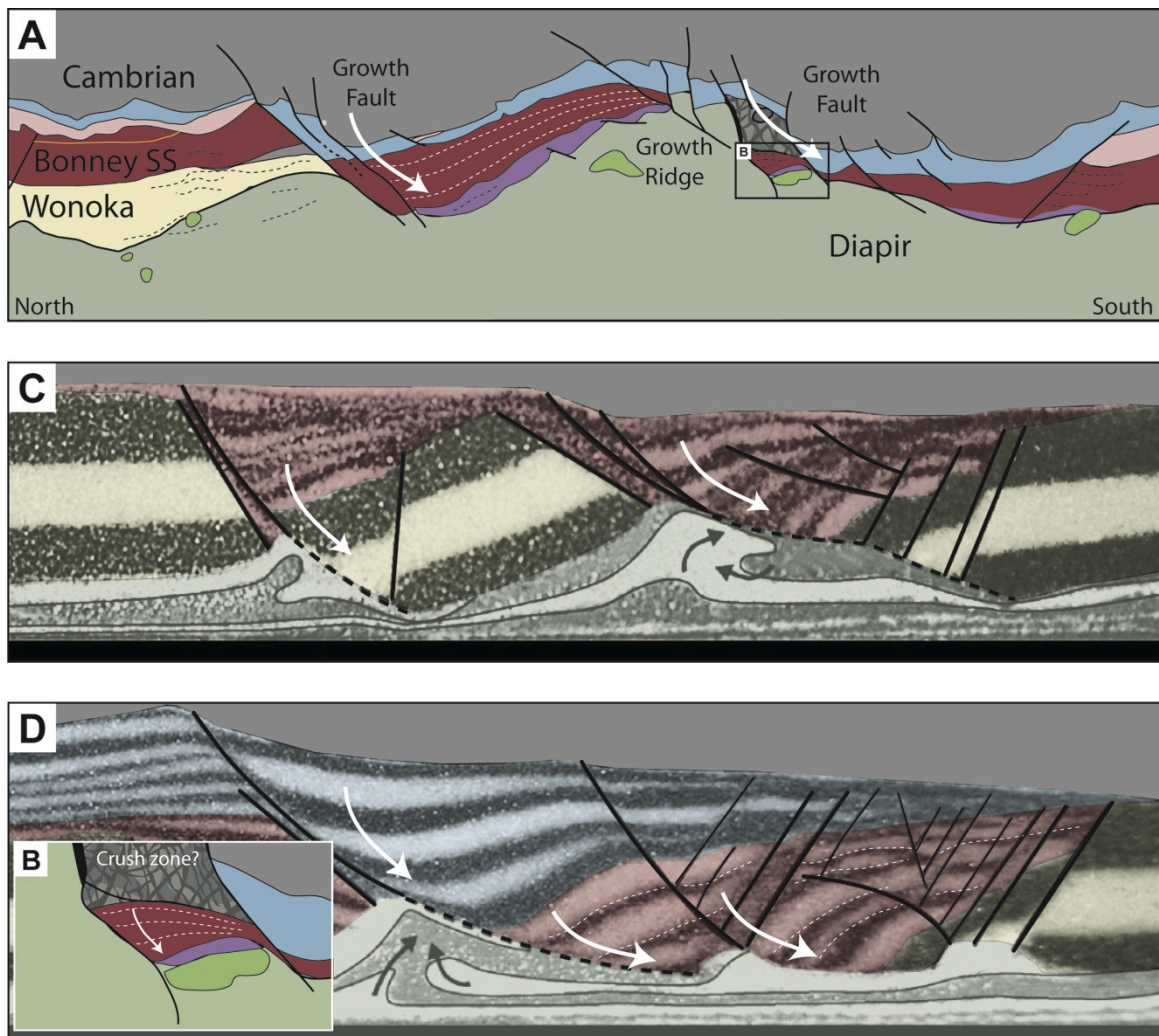 A
Cambrian
Growth
Fault
Growth
Fault
Bonney SS
B
Growth
Ridge
Wonoka
Diapir
North
South
C
D
B
Crush zone?